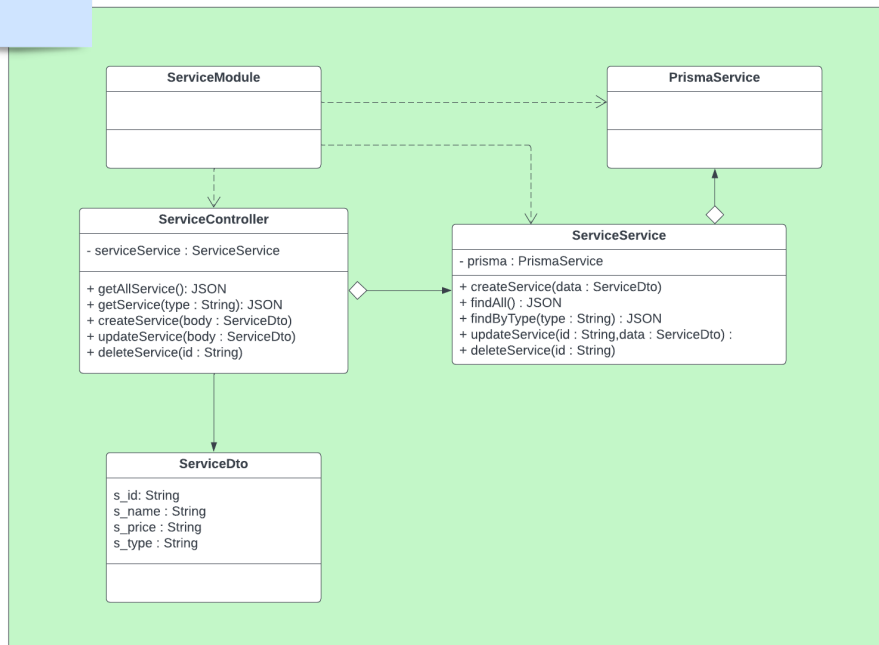 ServiceModule
PrismaService
ServiceController
- serviceService : ServiceService
+ getAllService(): JSON
+ getService(type : String): JSON
+ createService(body : ServiceDto)
+ updateService(body : ServiceDto)
+ deleteService(id : String)
ServiceService
- prisma : PrismaService
+ createService(data : ServiceDto)
+ findAll() : JSON
+ findByType(type : String) : JSON
+ updateService(id : String,data : ServiceDto) :
+ deleteService(id : String)
ServiceDto
s_id: String
s_name : String
s_price : String
s_type : String